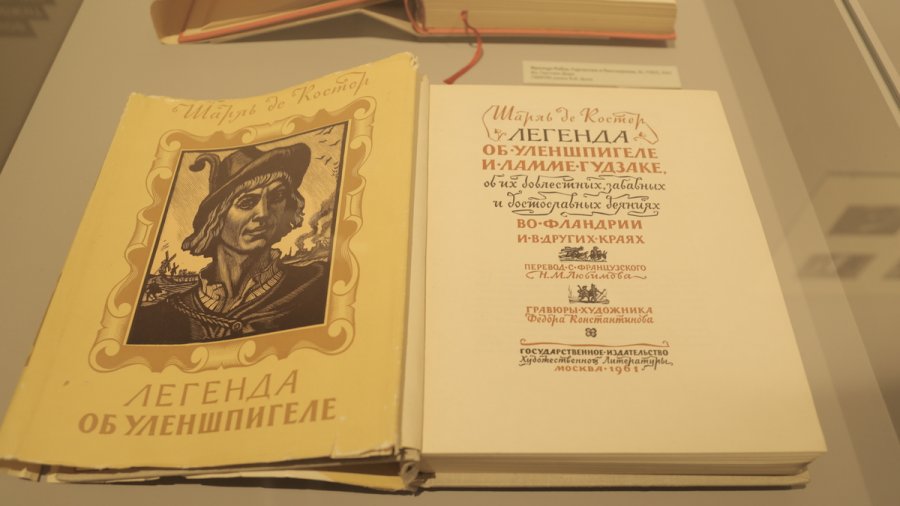 Шарль де Костер
ЛЕГЕНДА
ОБ УЛЕНШПИГЕЛЕ
Шарль де Костер
ЛЕГЕНДА
ОБ·УЛЕНШПИГЕЛЕ
И·ЛАММЕ·ГУДЗАКЕ,
об их доблестных, забавных
и достославных деяниях
ВО·ФЛАНДРИИ
И·В·ДРУГИХ·КРАЯХ
ПЕРЕВОД·С·ФРАНЦУЗСКОГО
Н.М.Любимова
ГРАВЮРЫ·ХУДОЖНИКА
Федора Константинова
ГОСУДАРСТВЕННОЕ·ИЗДАТЕЛЬСТВО
Художественной Литературы
МОСКВА·1961